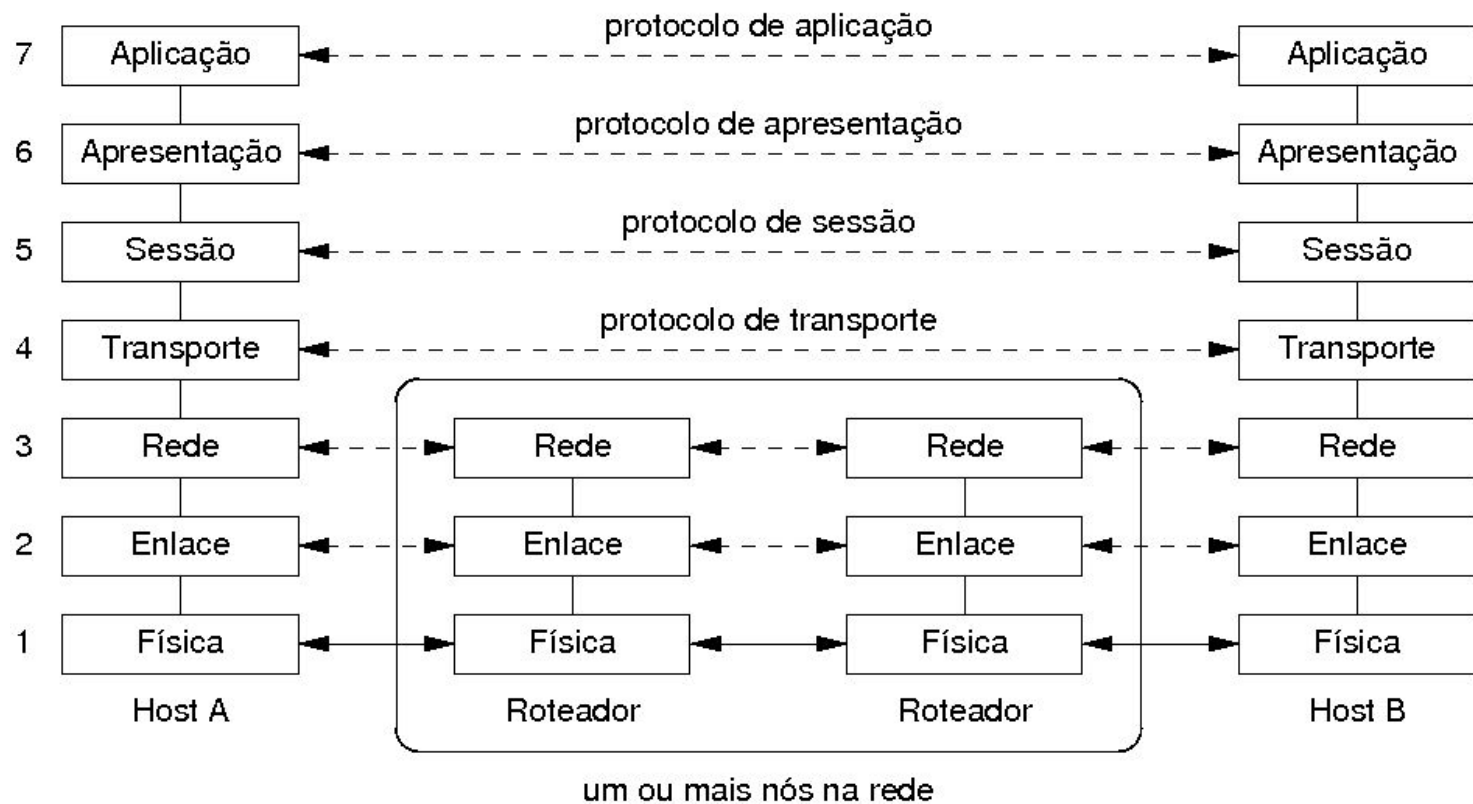 protocolo de aplicação
7 Aplicação Aplicação
protocolo de apresentação
6 Apresentação Apresentação
protocolo de sessão
5 Sessão Sessão
protocolo de transporte
4 Transporte Transporte
3 Rede Rede Rede Rede
2 Enlace Enlace Enlace Enlace
1 Física Física Física Física
Host A Roteador Roteador Host B
um ou mais nós na rede